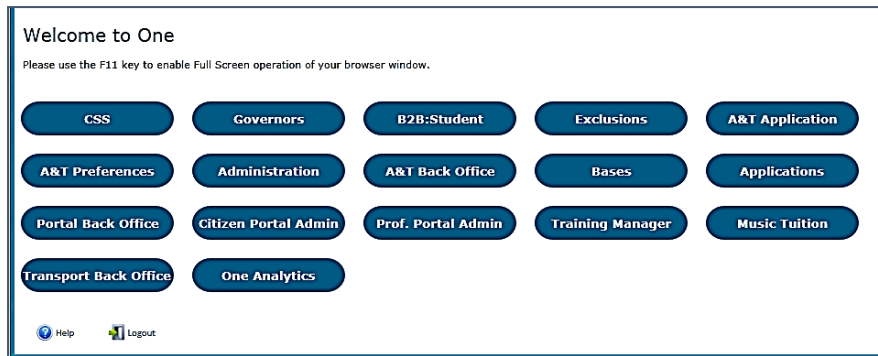 Welcome to One
Please use the F11 key to enable Full Screen operation of your browser window.
CSS Governors B2B:Student Exclusions A&T Application
A&T Preferences Administration A&T Back Office Bases Applications
Portal Back Office Citizen Portal Admin Prof. Portal Admin Training Manager Music Tuition
Transport Back Office One Analytics
Help Logout